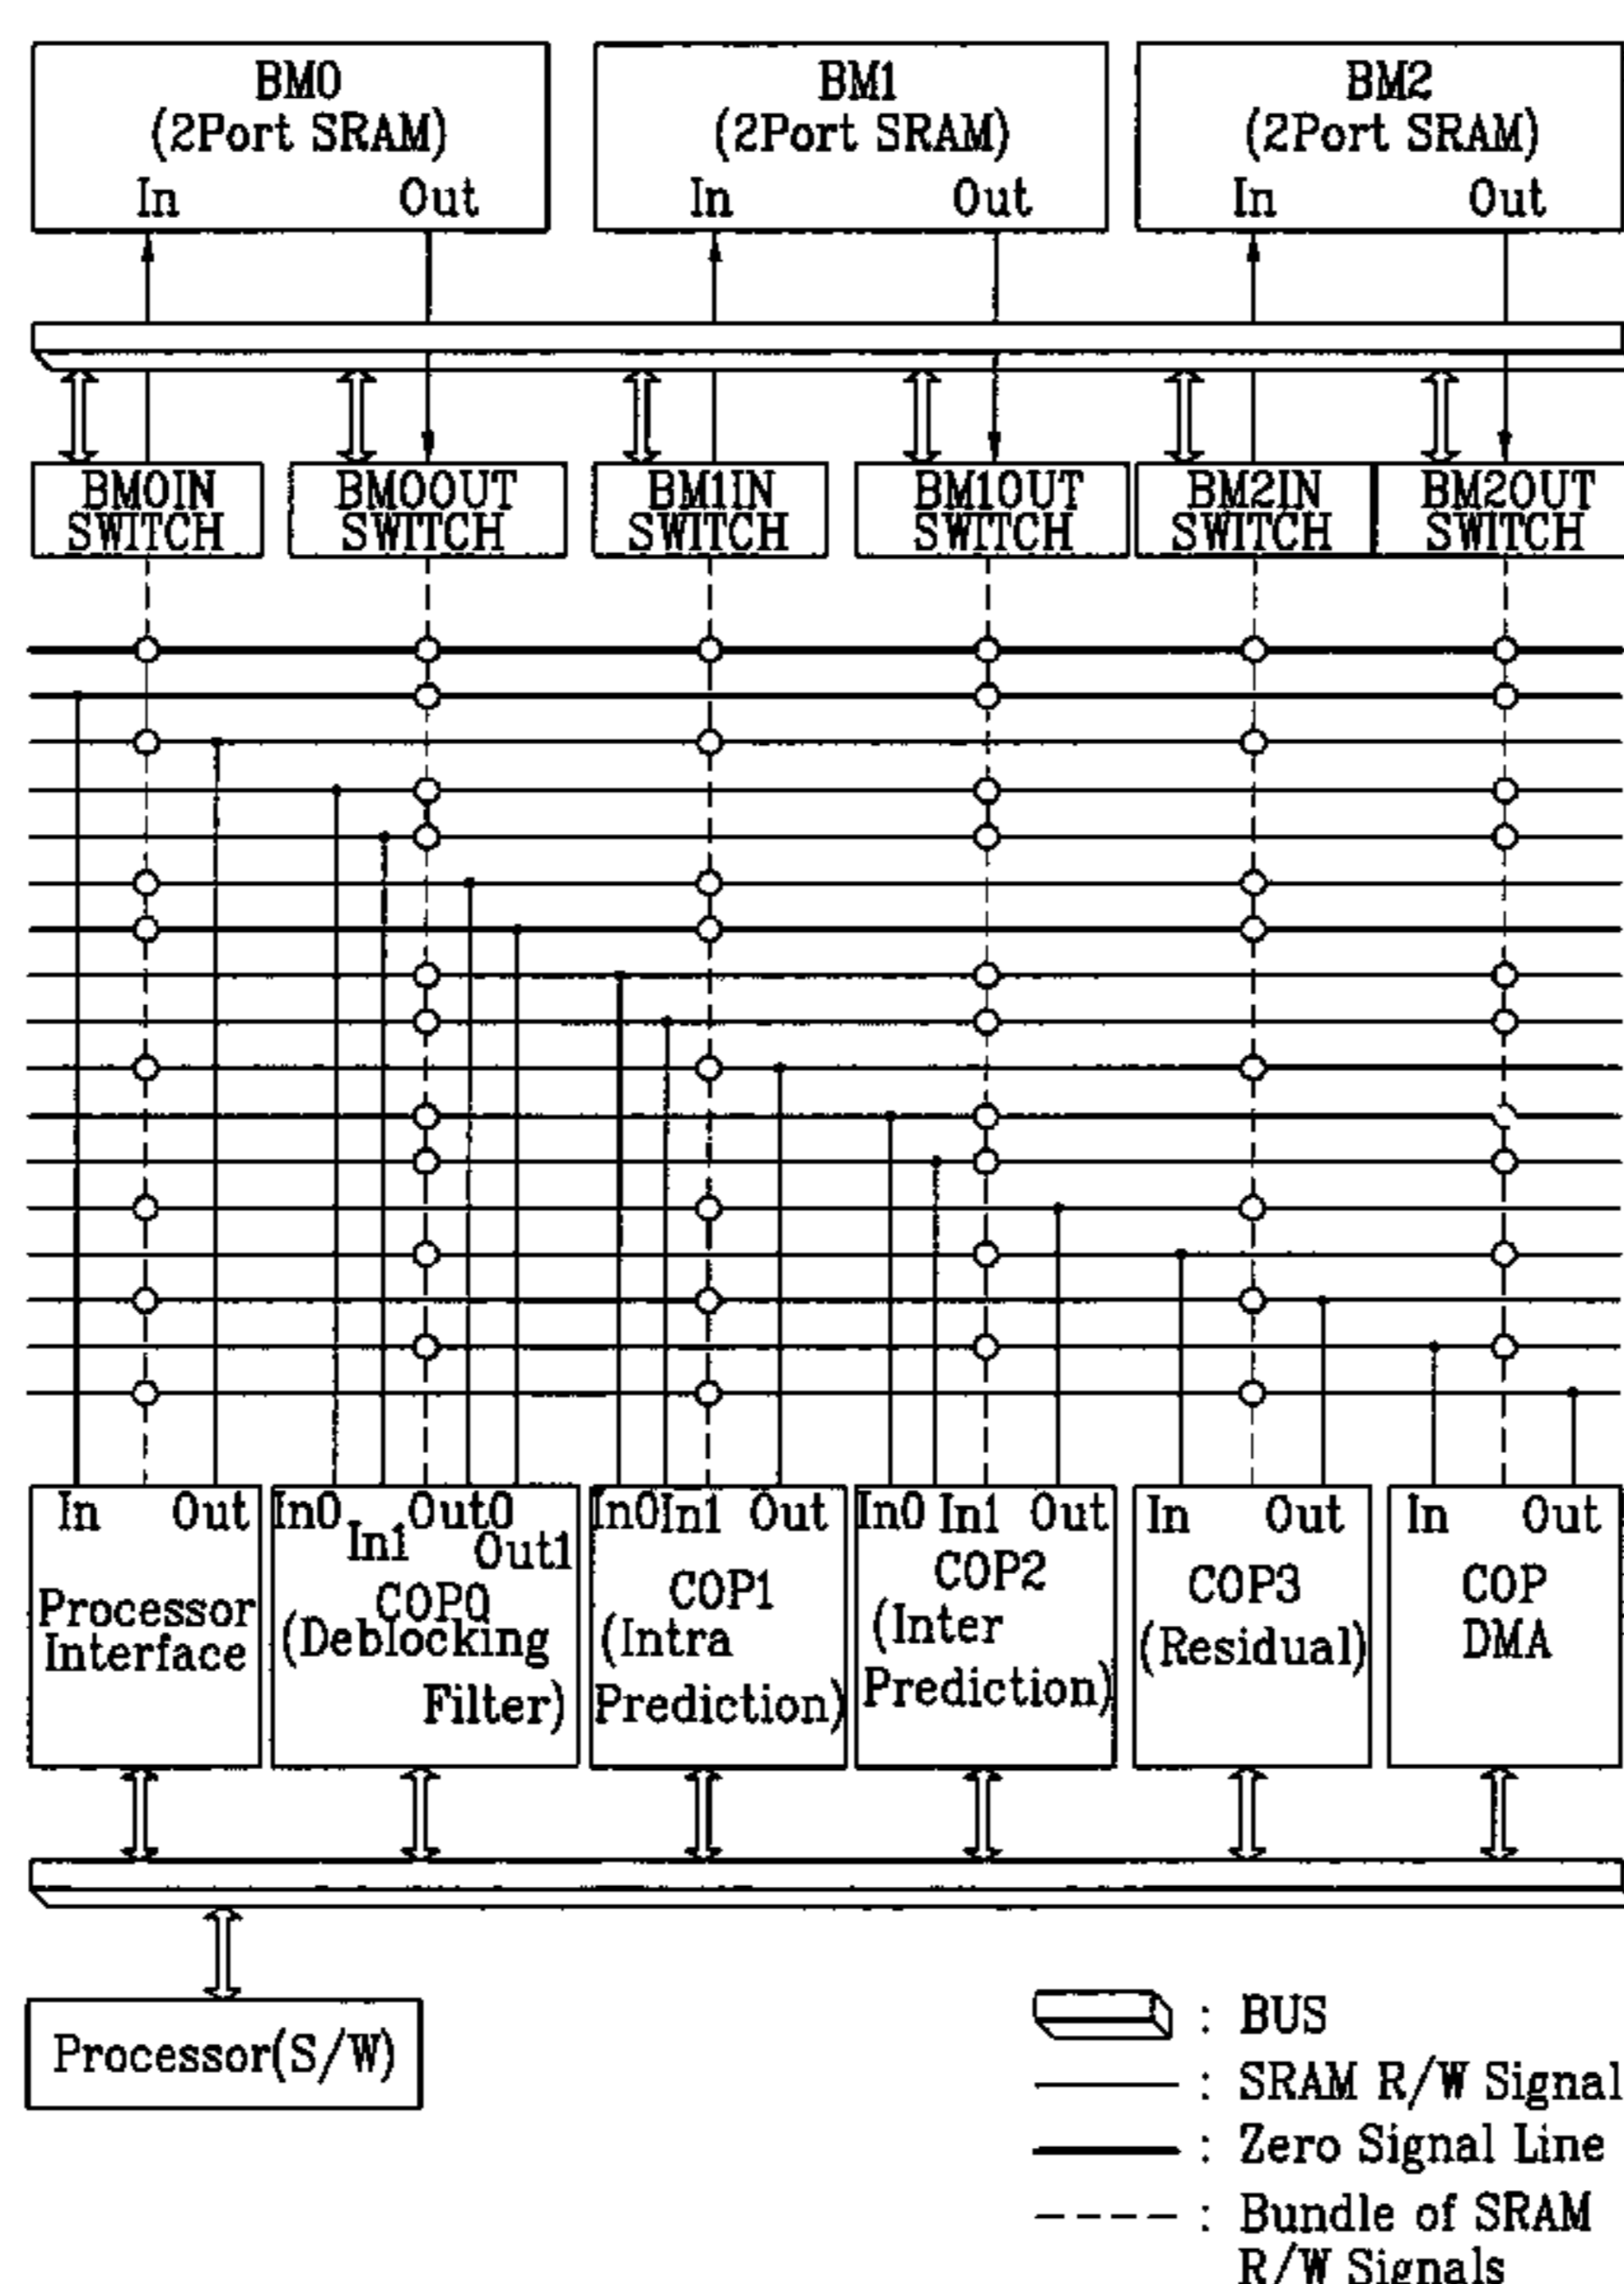 BM0
(2Port SRAM)
In Out
BM1
(2Port SRAM)
In Out
BM2
(2Port SRAM)
In Out
BM0IN
SWITCH
BM0OUT
SWITCH
BM1IN
SWITCH
BM1OUT
SWITCH
BM2IN
SWITCH
BM2OUT
SWITCH
In Out
Processor
Interface
In0 In1 Out0 Out1
COP0
(Deblocking
Filter)
In0 In1 Out
COP1
(Intra
Prediction)
In0 In1 Out
COP2
(Inter
Prediction)
In Out
COP3
(Residual)
In Out
COP
DMA
Processor(S/W)
: BUS
: SRAM R/W Signal
: Zero Signal Line
: Bundle of SRAM
R/W Signals